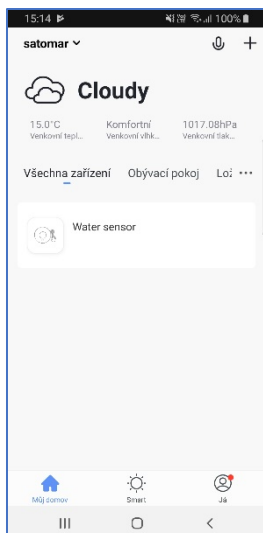 15:14
100%
satomar
Cloudy
15.0°C Komfortní 1017.08hPa
Venkovní tepl... Venkovní vlhk... Venkovní tlak...
Všechna zařízení Obývací pokoj Lož
Water sensor
Můj domov Smart Já